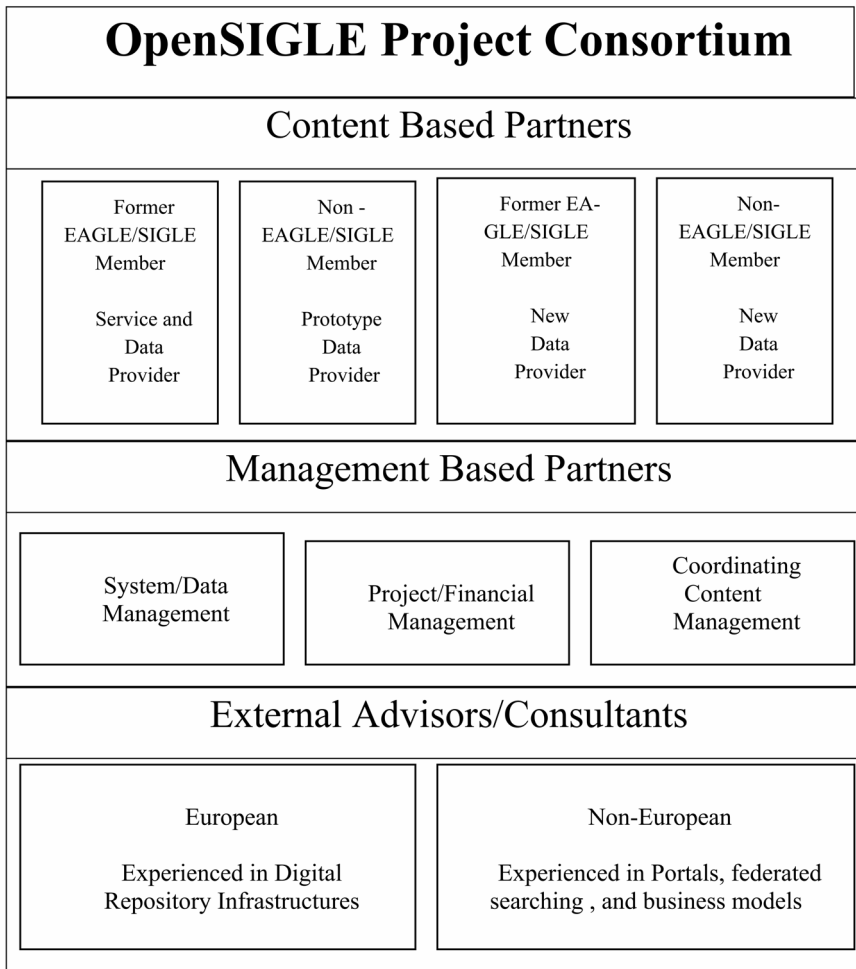 OpenSIGLE Project Consortium
Content Based Partners
Former
EAGLE/SIGLE
Member
Service and
Data
Provider
Non -
EAGLE/SIGLE
Member
Prototype
Data
Provider
Former EA-
GLE/SIGLE
Member
New
Data
Provider
Non-
EAGLE/SIGLE
Member
New
Data
Provider
Management Based Partners
System/Data
Management
Project/Financial
Management
Coordinating
Content
Management
External Advisors/Consultants
European
Experienced in Digital
Repository Infrastructures
Non-European
Experienced in Portals, federated
searching , and business models